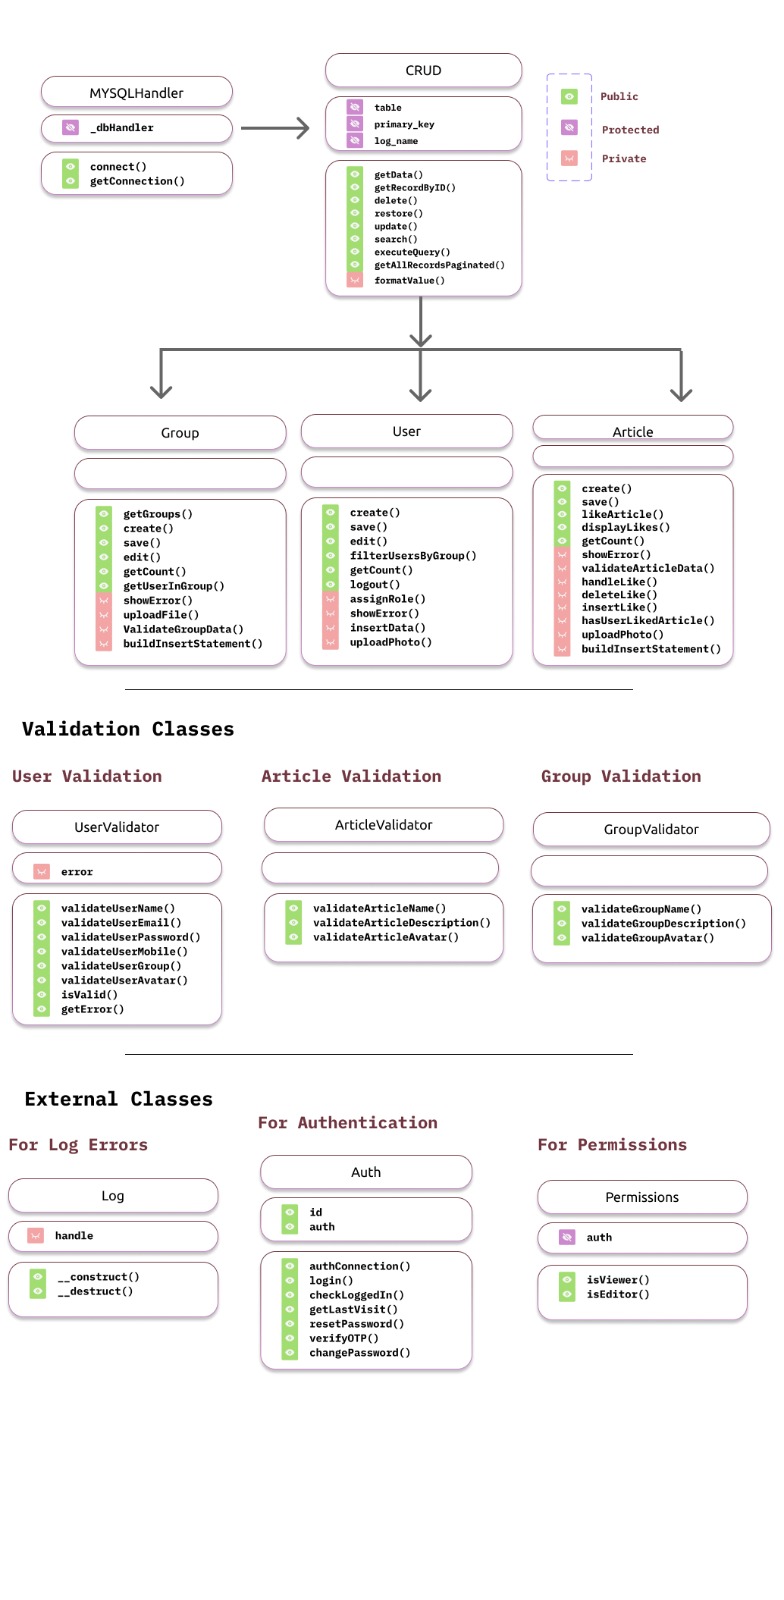 MYSQLHandler
_dbHandler
connect()
getConnection()
CRUD
table
primary_key
log_name
getData()
getRecordByID()
delete()
restore()
update()
search()
executeQuery()
getAllRecordsPaginated()
formatValue()
Public
Protected
Private
Group
getGroups()
create()
save()
edit()
getCount()
getUserInGroup()
showError()
uploadFile()
ValidateGroupData()
buildInsertStatement()
User
create()
save()
edit()
filterUsersByGroup()
getCount()
logout()
assignRole()
showError()
insertData()
uploadPhoto()
Article
create()
save()
likeArticle()
displayLikes()
getCount()
showError()
validateArticleData()
handleLike()
deleteLike()
insertLike()
hasUserLikedArticle()
uploadPhoto()
buildInsertStatement()
Validation Classes
User Validation
UserValidator
error
validateUserName()
validateUserEmail()
validateUserPassword()
validateUserMobile()
validateUserGroup()
validateUserAvatar()
isValid()
getError()
Article Validation
ArticleValidator
validateArticleName()
validateArticleDescription()
validateArticleAvatar()
Group Validation
GroupValidator
validateGroupName()
validateGroupDescription()
validateGroupAvatar()
External Classes
For Log Errors
Log
handle
__construct()
__destruct()
For Authentication
Auth
id
auth
authConnection()
login()
checkLoggedIn()
getLastVisit()
resetPassword()
verifyOTP()
changePassword()
For Permissions
Permissions
auth
isViewer()
isEditor()